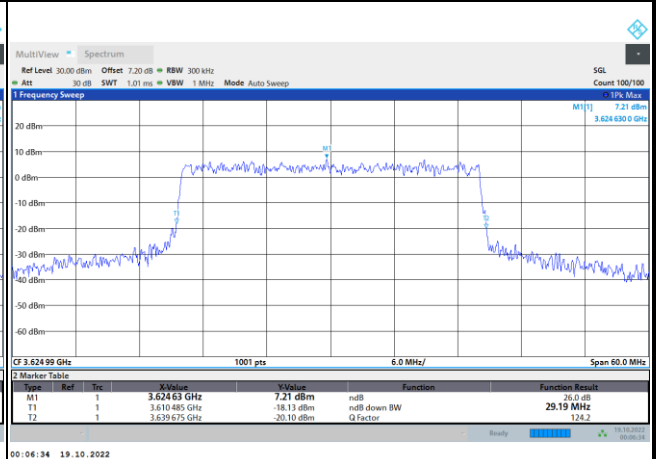 MultiView Spectrum
Ref Level 30.00 dBm Offset 7.20 dB RBW 300 kHz SGL
Att 30 dB SWT 1.01 ms VBW 1 MHz Mode Auto Sweep Count 100/100
1 Frequency Sweep 1Pk Max
M1[1] 7.21 dBm
3.624 630 0 GHz
20 dBm
M1
10 dBm
0 dBm
-10 dBm
T1
T2
-20 dBm
-30 dBm
-40 dBm
-50 dBm
-60 dBm
CF 3.624 99 GHz 1001 pts 6.0 MHz/ Span 60.0 MHz
2 Marker Table
Type Ref Trc X-Value Y-Value Function Function Result
M1 1 3.624 63 GHz 7.21 dBm ndB 26.0 dB
T1 1 3.610 485 GHz -18.13 dBm ndB down BW 29.19 MHz
T2 1 3.639 675 GHz -20.10 dBm Q Factor 124.2
Ready 19.10.2022
00:06:34
00:06:34 19.10.2022